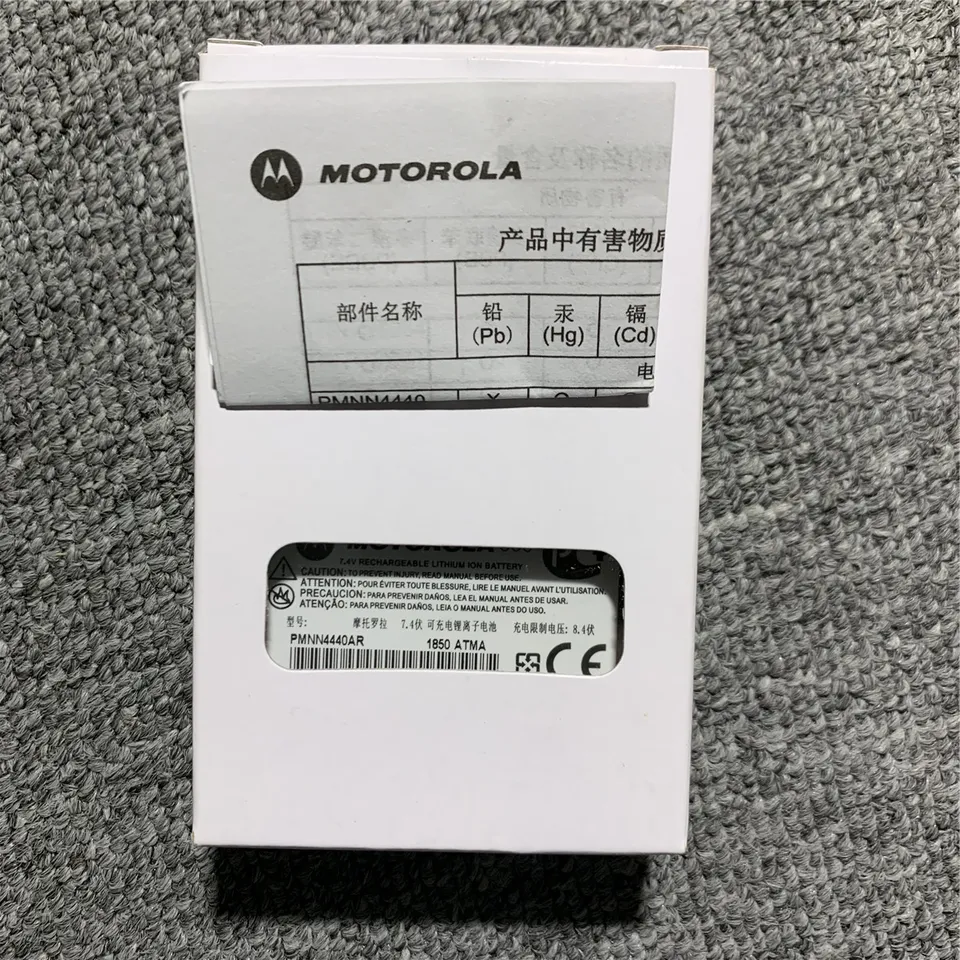 MOTOROLA
产品中有害物质
部件名称
铅
(Pb)
汞
(Hg)
镉
(Cd)
电
PMNN4440
X
O
MOTOROLA
7.4V RECHARGEABLE LITHIUM ION BATTERY
CAUTION: TO PREVENT INJURY, READ MANUAL BEFORE USE.
ATTENTION: POUR ÉVITER TOUTE BLESSURE, LIRE LE MANUEL AVANT L'UTILISATION.
PRECAUCION: PARA PREVENIR DAÑOS, LEA EL MANUAL ANTES DE USAR.
ATENÇÃO: PARA PREVENIR DAÑOS, LEIA O MANUAL ANTES DO USO.
型号: 摩托罗拉 7.4伏 可充电锂离子电池 充电限制电压: 8.4伏
PMNN4440AR 1850 ATMA
CE